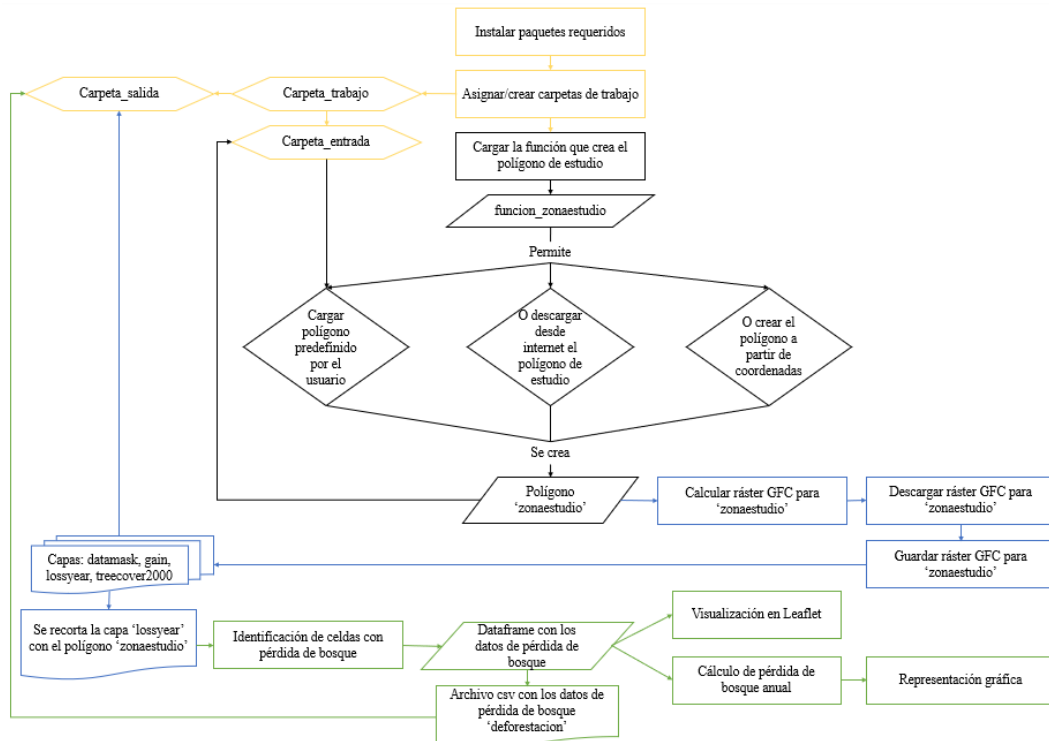 Instalar paquetes requeridos
Carpeta_salida
Carpeta_trabajo
Asignar/crear carpetas de trabajo
Carpeta_entrada
Cargar la función que crea el
polígono de estudio
funcion_zonaestudio
Permite
Cargar
polígono
predefinido
por el
usuario
O descargar
desde
internet el
polígono de
estudio
O crear el
polígono a
partir de
coordenadas
Se crea
Polígono
‘zonaestudio’
Calcular ráster GFC para
‘zonaestudio’
Descargar ráster GFC para
‘zonaestudio’
Guardar ráster GFC para
‘zonaestudio’
Capas: datamask, gain,
lossyear, treecover2000
Se recorta la capa ‘lossyear’
con el polígono ‘zonaestudio’
Identificación de celdas con
pérdida de bosque
Dataframe con los
datos de pérdida de
bosque
Visualización en Leaflet
Cálculo de pérdida de
bosque anual
Representación gráfica
Archivo csv con los datos de
pérdida de bosque
‘deforestacion’